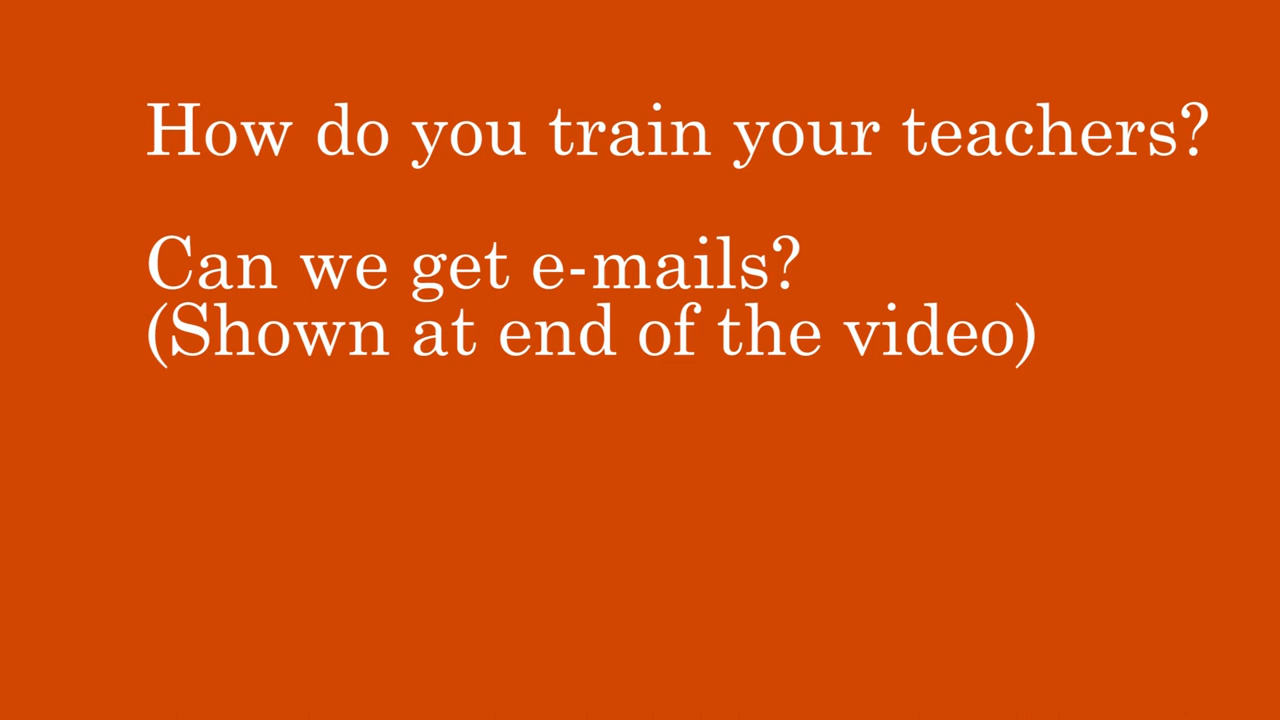 How do you train your teachers?
Can we get e-mails?
(Shown at end of the video)